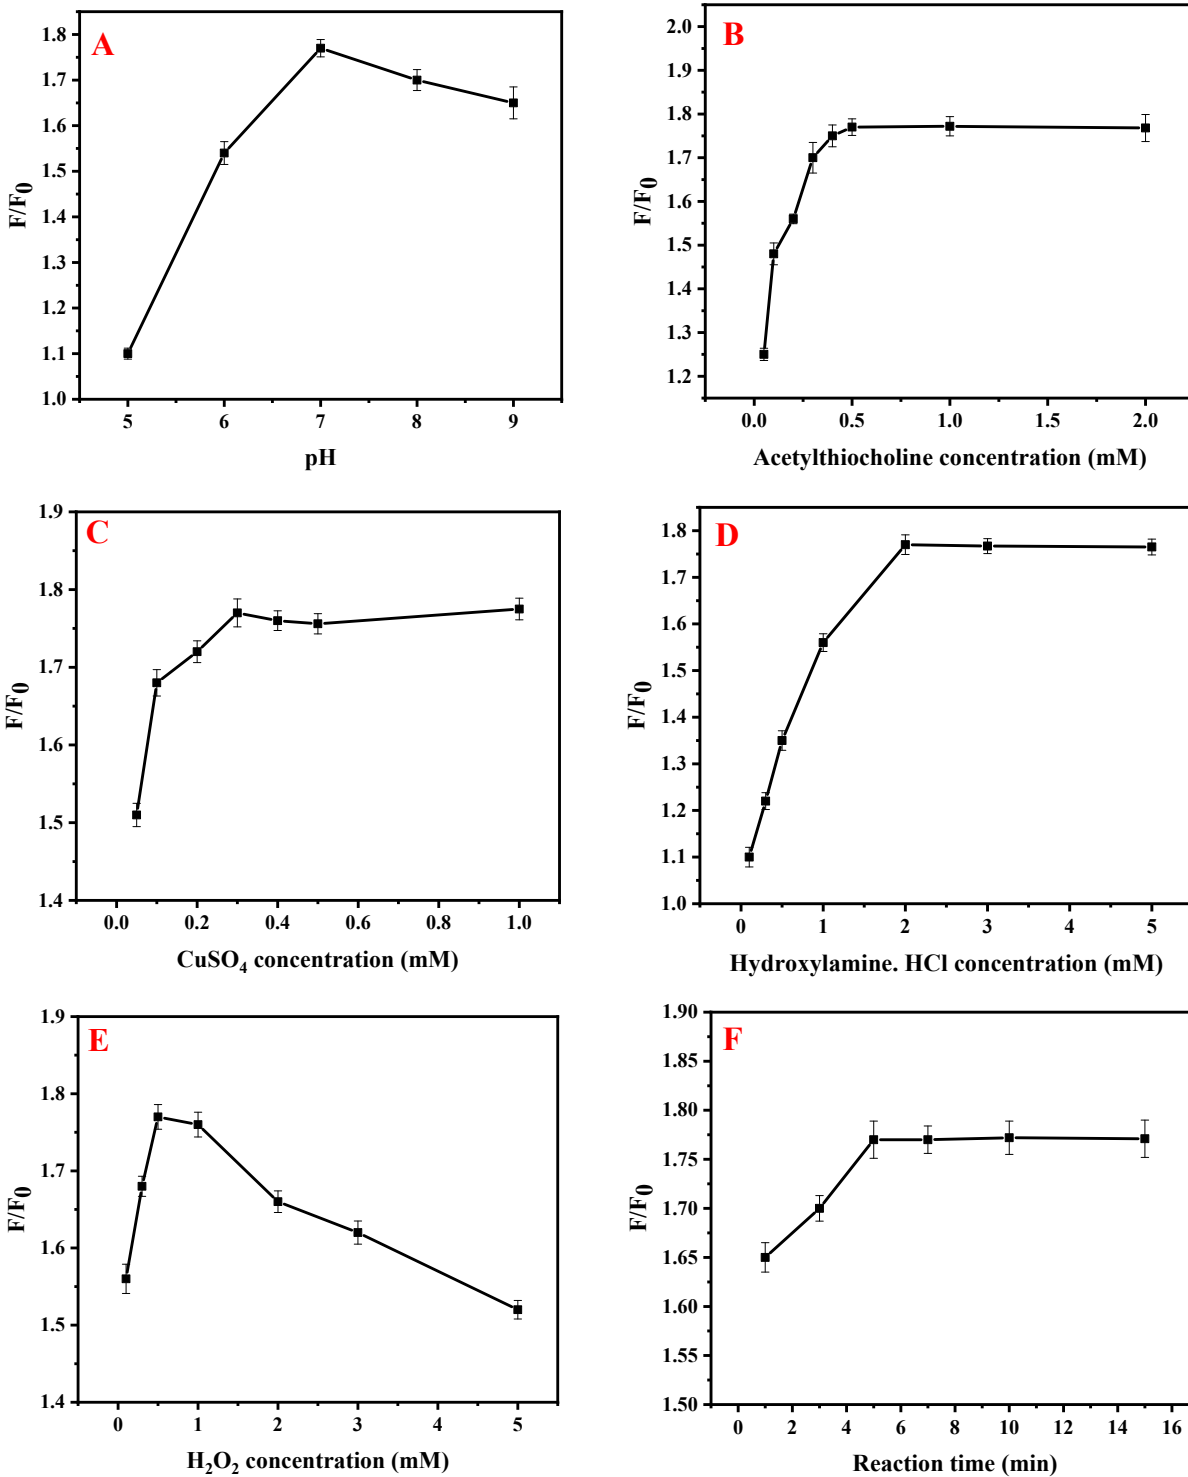 A
F/F0
1.8
1.7
1.6
1.5
1.4
1.3
1.2
1.1
1.0
5 6 7 8 9
pH
B
F/F0
2.0
1.9
1.8
1.7
1.6
1.5
1.4
1.3
1.2
0.0 0.5 1.0 1.5 2.0
Acetylthiocholine concentration (mM)
C
F/F0
1.9
1.8
1.7
1.6
1.5
1.4
0.0 0.2 0.4 0.6 0.8 1.0
CuSO4 concentration (mM)
D
F/F0
1.8
1.7
1.6
1.5
1.4
1.3
1.2
1.1
1.0
0 1 2 3 4 5
Hydroxylamine. HCl concentration (mM)
E
F/F0
1.9
1.8
1.7
1.6
1.5
1.4
0 1 2 3 4 5
H2O2 concentration (mM)
F
F/F0
1.90
1.85
1.80
1.75
1.70
1.65
1.60
1.55
1.50
0 2 4 6 8 10 12 14 16
Reaction time (min)